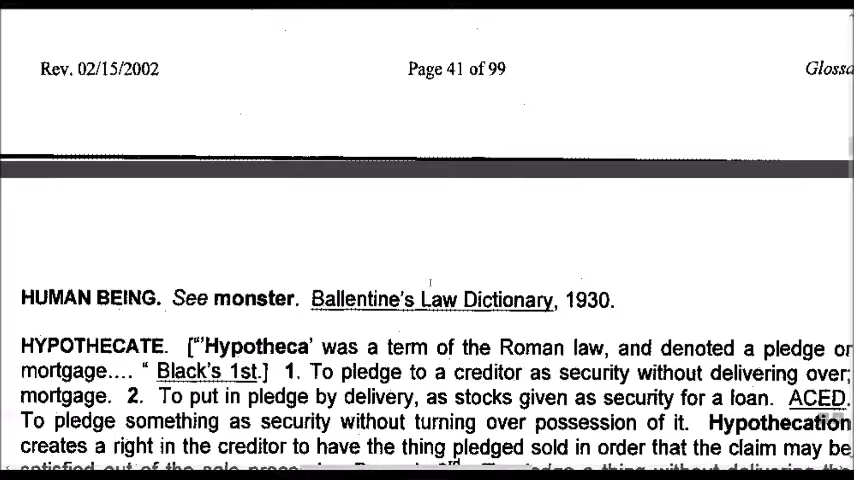 Rev. 02/15/2002 Page 41 of 99 Gloss
HUMAN BEING. See monster. Ballentine's Law Dictionary, 1930.
HYPOTHECATE. ["'Hypotheca' was a term of the Roman law, and denoted a pledge or
mortgage.... " Black's 1st.] 1. To pledge to a creditor as security without delivering over;
mortgage. 2. To put in pledge by delivery, as stocks given as security for a loan. ACED.
To pledge something as security without turning over possession of it. Hypothecation
creates a right in the creditor to have the thing pledged sold in order that the claim may be